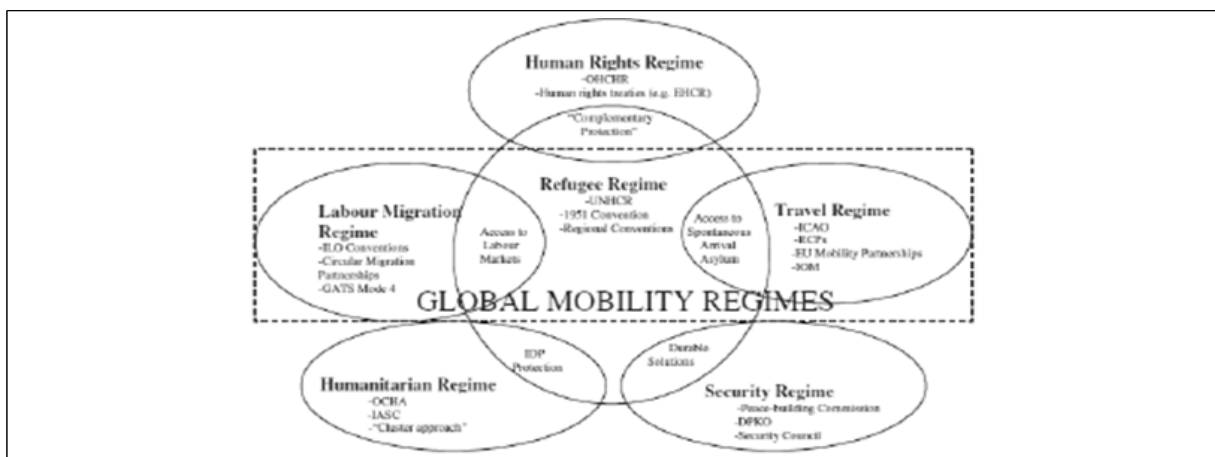 Human Rights Regime
-OHCHR
-Human rights treaties (e.g. EHCR)
"Complementary
Protection"
Refugee Regime
-UNHCR
-1951 Convention
-Regional Conventions
Labour Migration
Regime
-ILO Conventions
-Circular Migration
Partnerships
-GATS Mode 4
Access to
Labour
Markets
Access to
Spontaneous
Arrival
Asylum
Travel Regime
-ICAO
-RCPs
-EU Mobility Partnerships
-IOM
GLOBAL MOBILITY REGIMES
IDP
Protection
Durable
Solutions
Humanitarian Regime
-OCHA
-IASC
-"Cluster approach"
Security Regime
-Peace-building Commission
-DPKO
-Security Council